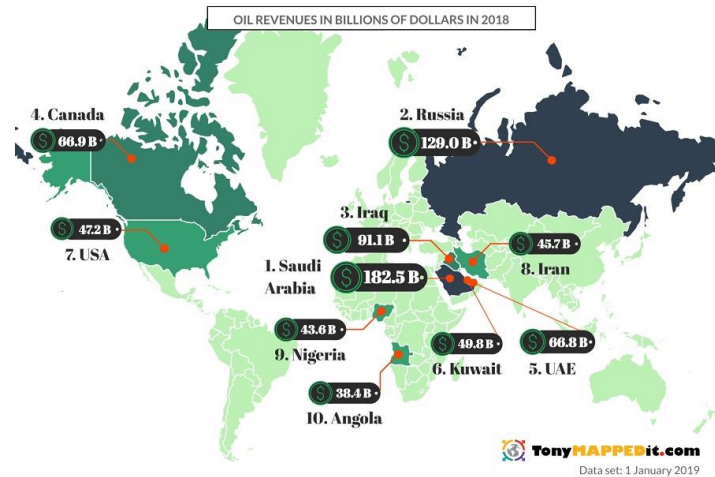 OIL REVENUES IN BILLIONS OF DOLLARS IN 2018
4. Canada
$ 66.9 B
2. Russia
$ 129.0 B
3. Iraq
$ 91.1 B
$ 47.2 B
7. USA
$ 45.7 B
8. Iran
1. Saudi
Arabia
$ 182.5 B
$ 43.6 B
9. Nigeria
$ 49.8 B
6. Kuwait
$ 66.8 B
5. UAE
$ 38.4 B
10. Angola
TonyMAPPEDit.com
Data set: 1 January 2019